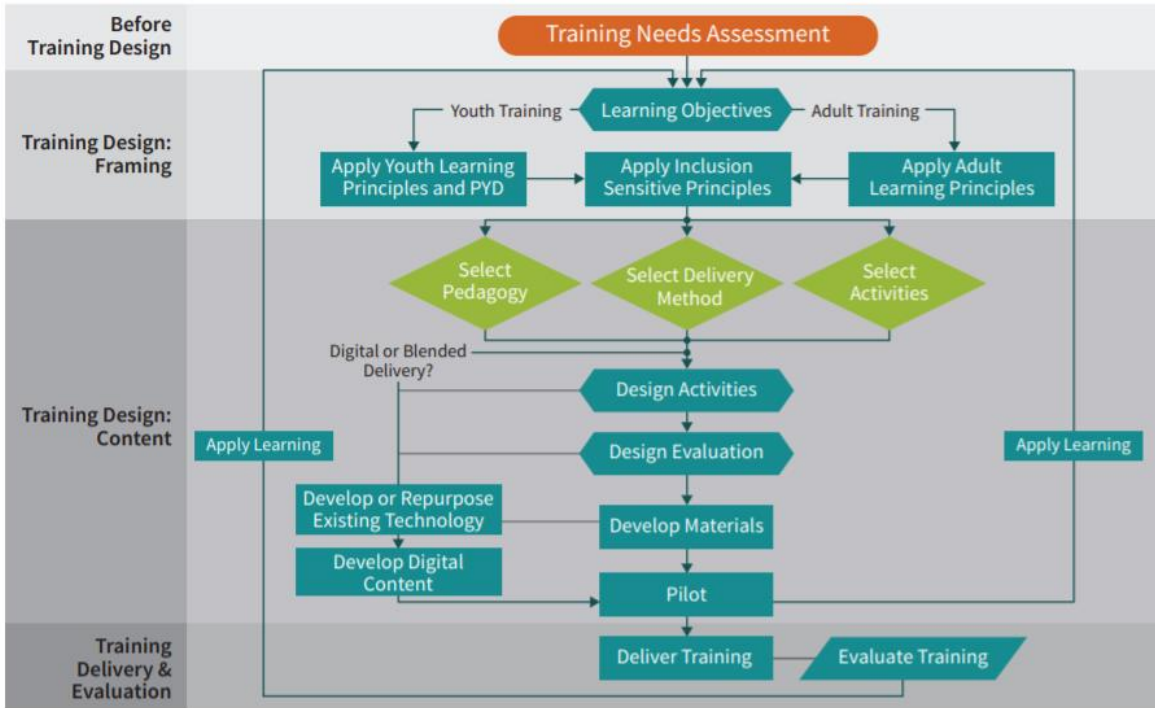 Before
Training Design
Training Needs Assessment
Training Design:
Framing
Youth Training
Learning Objectives
Adult Training
Apply Youth Learning
Principles and PYD
Apply Inclusion
Sensitive Principles
Apply Adult
Learning Principles
Training Design:
Content
Select
Pedagogy
Select Delivery
Method
Select
Activities
Digital or Blended
Delivery?
Design Activities
Apply Learning
Design Evaluation
Apply Learning
Develop or Repurpose
Existing Technology
Develop Materials
Develop Digital
Content
Pilot
Training
Delivery &
Evaluation
Deliver Training
Evaluate Training